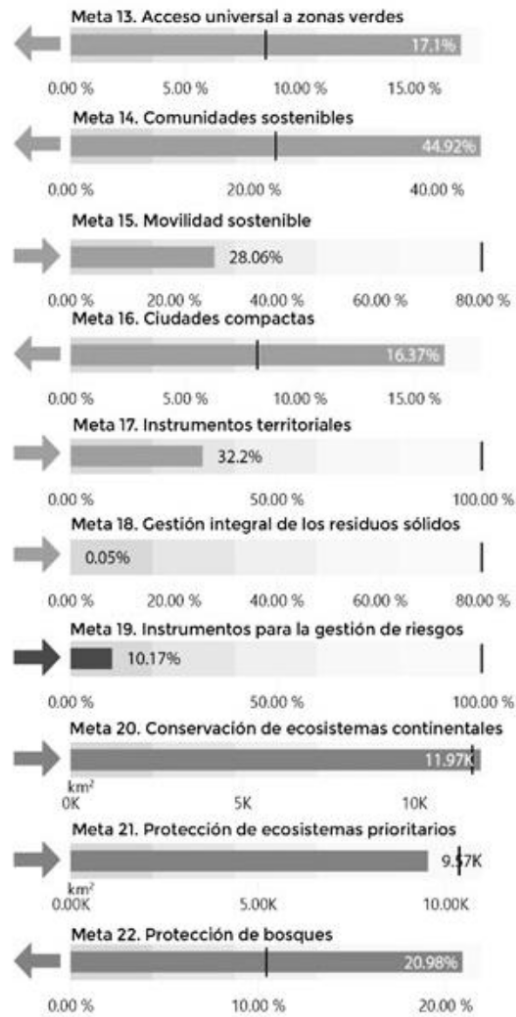 Meta 13. Acceso universal a zonas verdes
17.1%
0.00 % 5.00 % 10.00 % 15.00 %
Meta 14. Comunidades sostenibles
44.92%
0.00 % 20.00 % 40.00 %
Meta 15. Movilidad sostenible
28.06%
0.00 % 20.00 % 40.00 % 60.00 % 80.00 %
Meta 16. Ciudades compactas
16.37%
0.00 % 5.00 % 10.00 % 15.00 %
Meta 17. Instrumentos territoriales
32.2%
0.00 % 50.00 % 100.00 %
Meta 18. Gestión integral de los residuos sólidos
0.05%
0.00 % 20.00 % 40.00 % 60.00 % 80.00 %
Meta 19. Instrumentos para la gestión de riesgos
10.17%
0.00 % 50.00 % 100.00 %
Meta 20. Conservación de ecosistemas continentales
11.97K
km²
0K 5K 10K
Meta 21. Protección de ecosistemas prioritarios
9.57K
km²
0.00K 5.00K 10.00K
Meta 22. Protección de bosques
20.98%
0.00 % 10.00 % 20.00 %